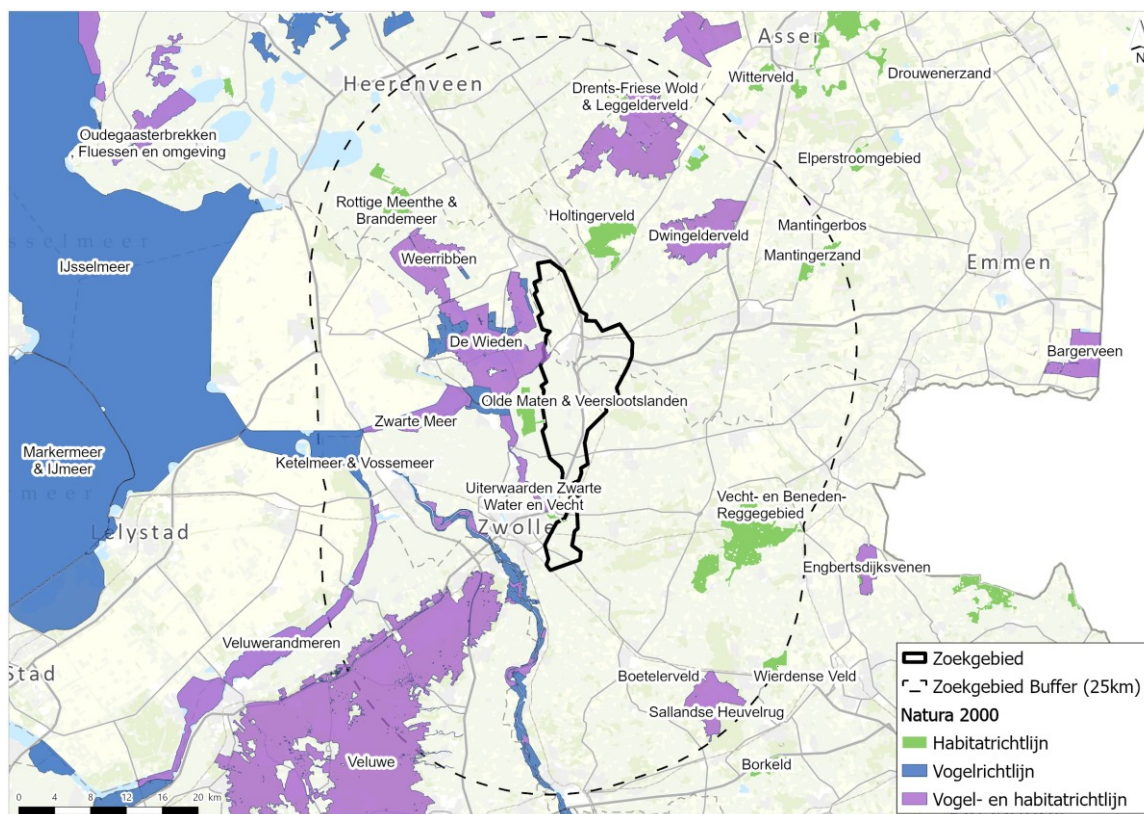 Assen
N
Heerenveen
Witterveld
Drouwenerzand
Drents-Friese Wold
& Leggelderveld
Oudegaasterbrekken
, Fluessen en omgeving
Elperstroomgebied
Rottige Meenthe &
Brandemeer
Holtingerveld
Mantingerbos
Dwingelderveld
Mantingerzand
IJsselmeer
Weerribben
Emmen
De Wieden
Bargerveen
Olde Maten & Veerslootslanden
Zwarte Meer
Markermeer
& IJmeer
Ketelmeer & Vossemeer
Uiterwaarden Zwarte
Water en Vecht
Vecht- en Beneden-
Reggegebied
Lelystad
Zwolle
Engbertsdijksvenen
Veluwerandmeren
Stad
Boetelerveld
Wierdense Veld
Sallandse Heuvelrug
Veluwe
Borkeld
Zoekgebied
Zoekgebied Buffer (25km)
Natura 2000
Habitatrichtlijn
Vogelrichtlijn
Vogel- en habitatrichtlijn
0 4 8 12 16 20 km